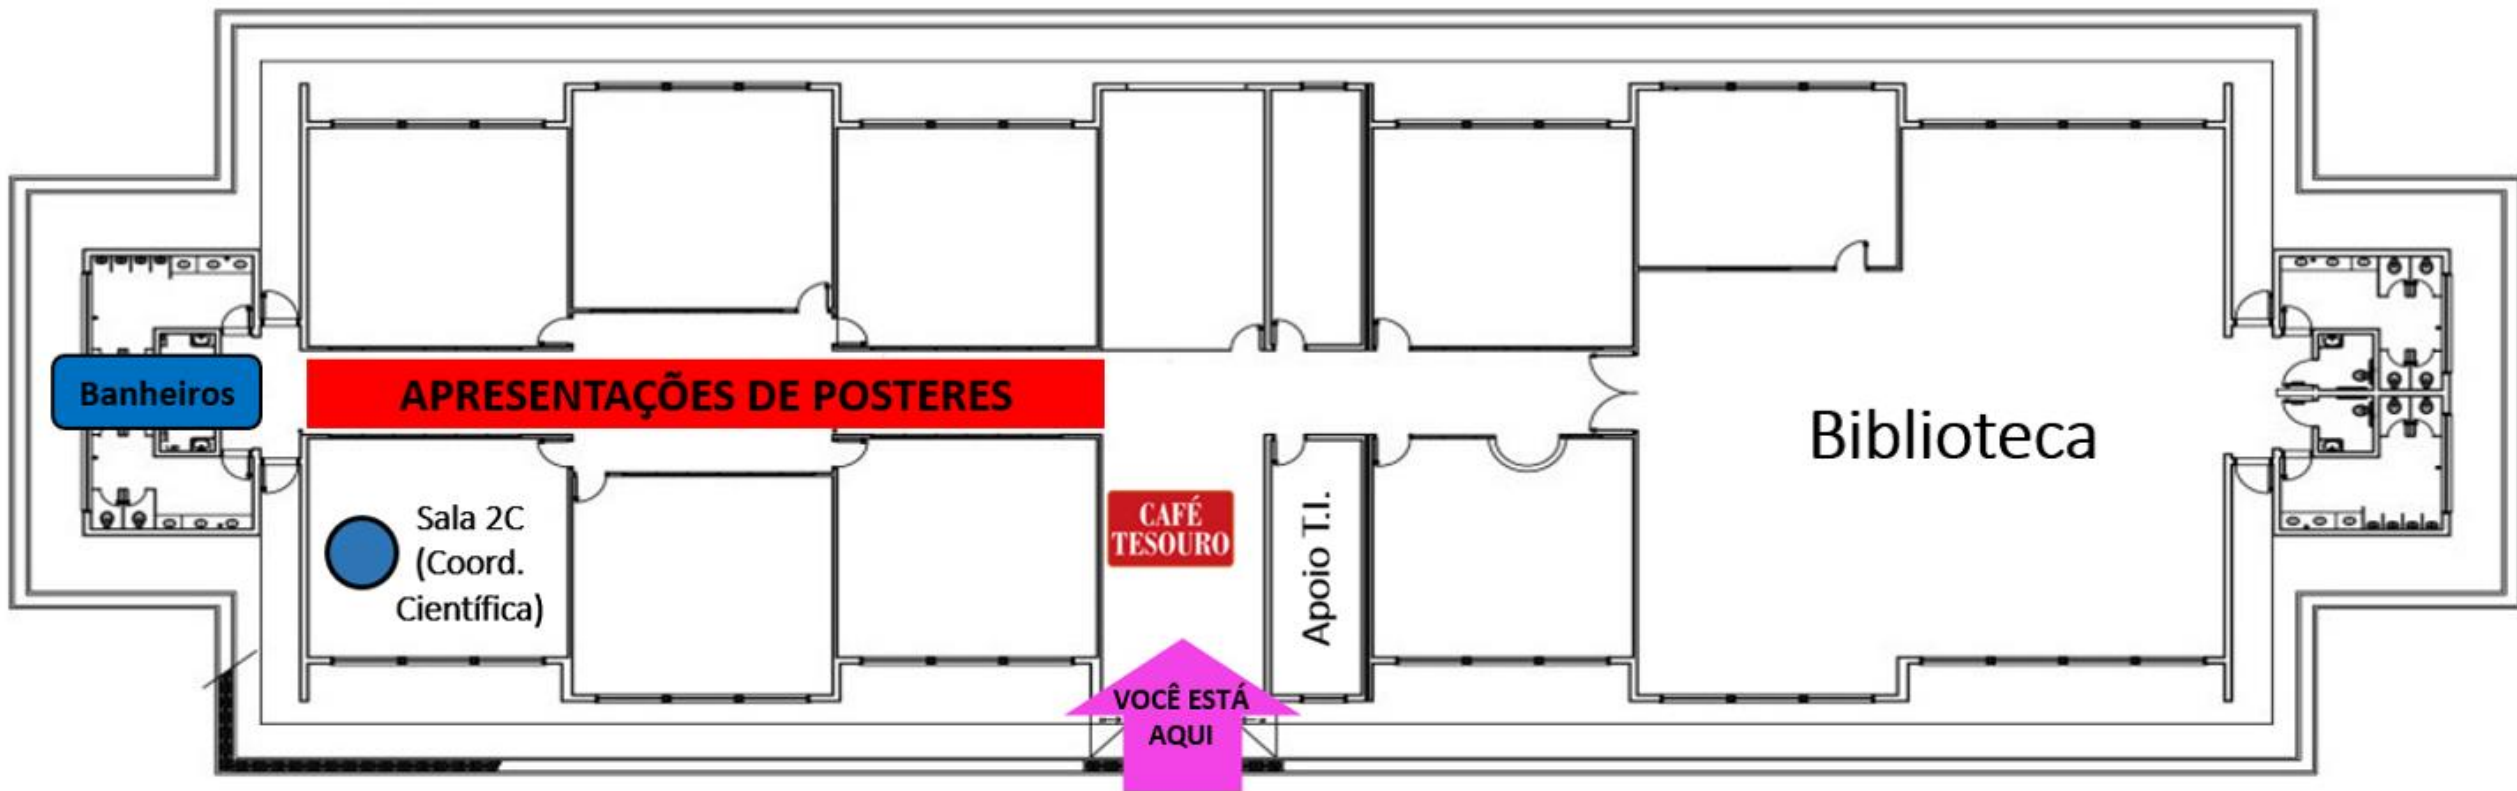 Banheiros
APRESENTAÇÕES DE POSTERES
Biblioteca
Sala 2C
(Coord.
Científica)
CAFÉ
TESOURO
Apoio T.I.
VOCÊ ESTÁ
AQUI